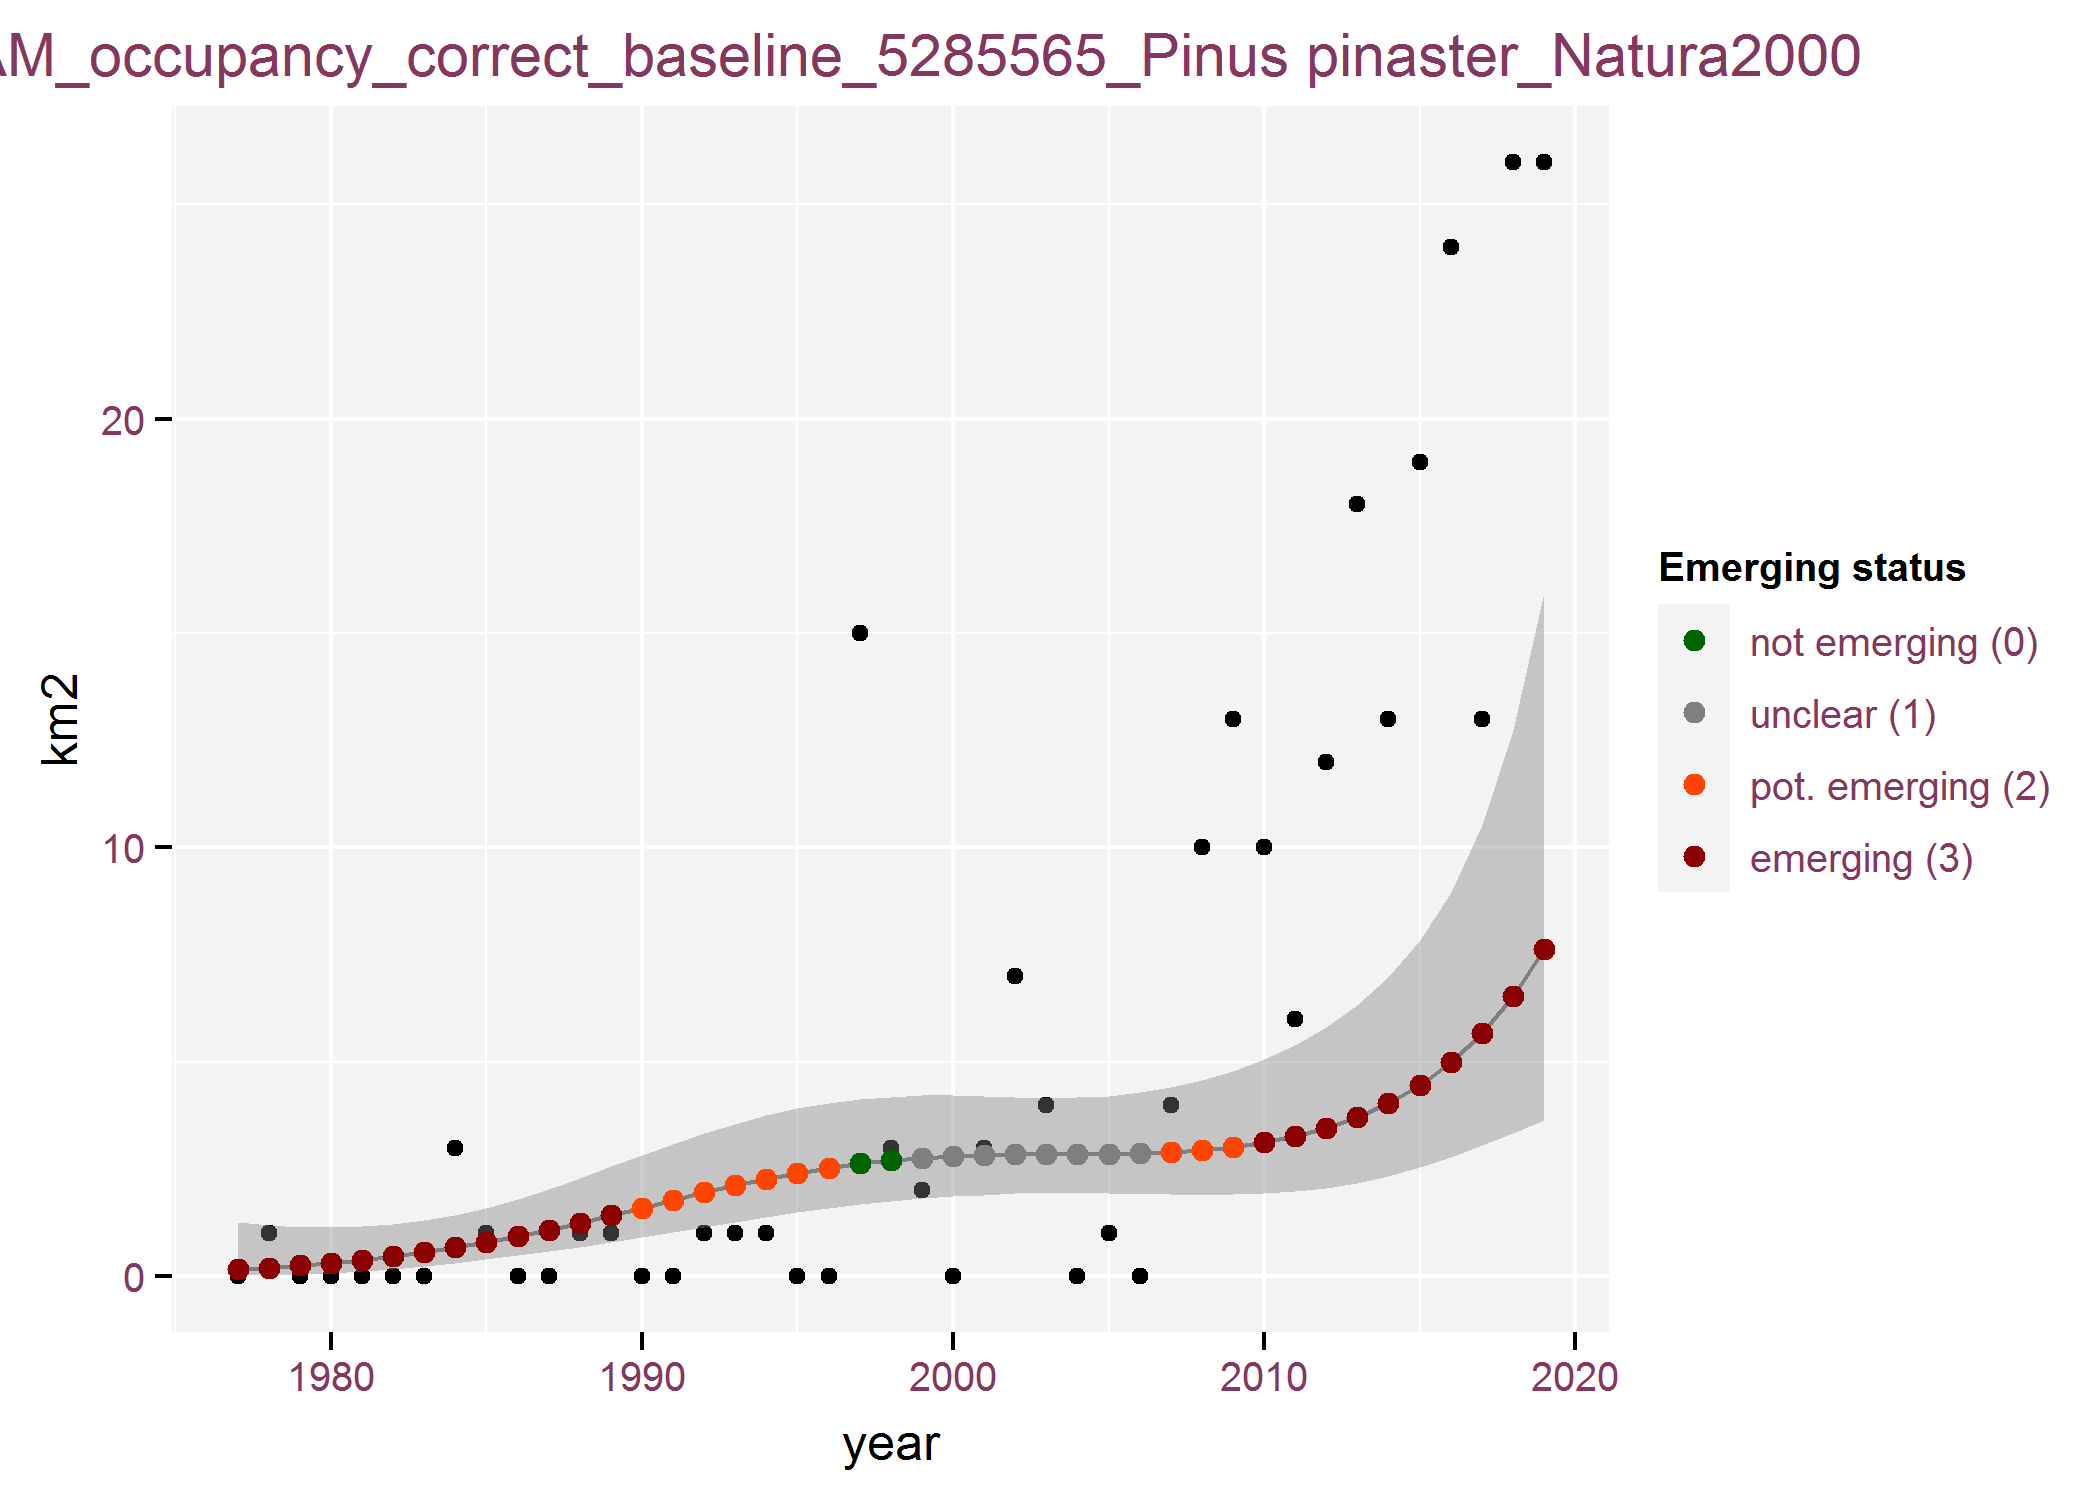 AM_occupancy_correct_baseline_5285565_Pinus pinaster_Natura2000
20
10
0
km2
1980 1990 2000 2010 2020
year
Emerging status
not emerging (0)
unclear (1)
pot. emerging (2)
emerging (3)